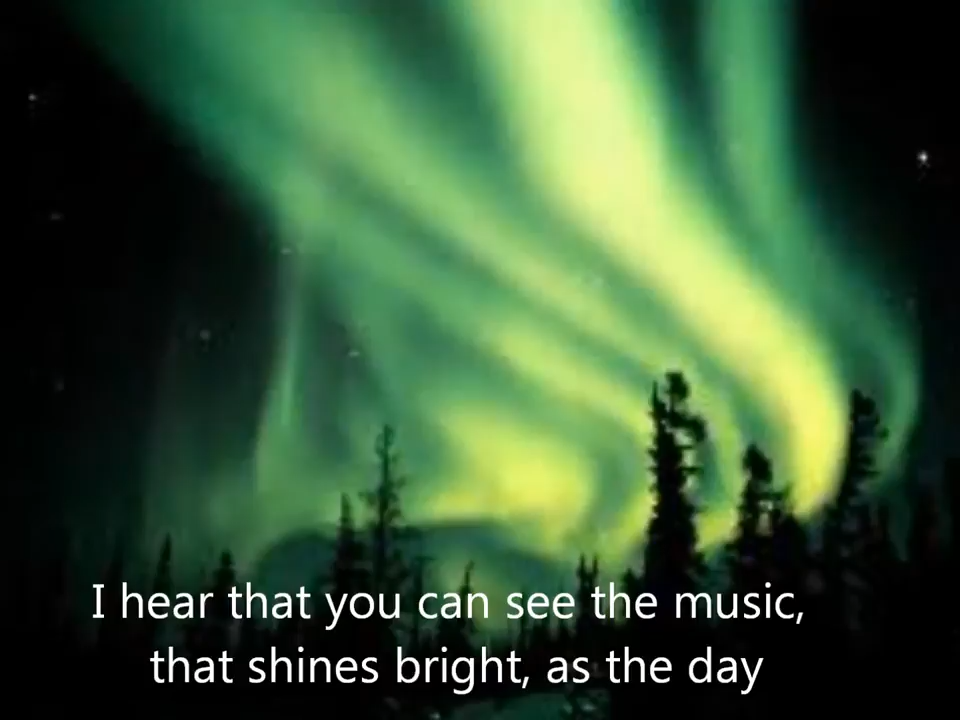 I hear that you can see the music,
that shines bright, as the day